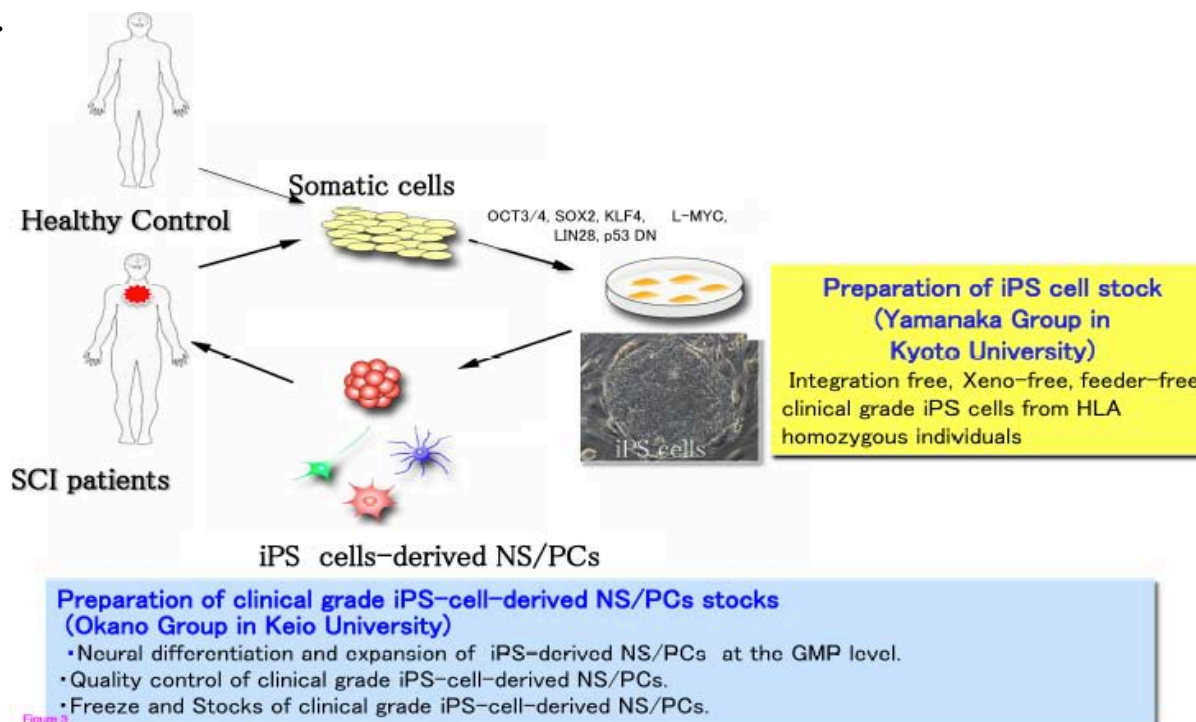 Healthy Control
Somatic cells
OCT3/4, SOX2, KLF4, L-MYC,
LIN28, p53 DN
Preparation of iPS cell stock
(Yamanaka Group in
Kyoto University)
Integration free, Xeno-free, feeder-free
clinical grade iPS cells from HLA
homozygous individuals
iPS cells
SCI patients
iPS cells-derived NS/PCs
Preparation of clinical grade iPS-cell-derived NS/PCs stocks
(Okano Group in Keio University)
・Neural differentiation and expansion of iPS-derived NS/PCs at the GMP level.
・Quality control of clinical grade iPS-cell-derived NS/PCs.
・Freeze and Stocks of clinical grade iPS-cell-derived NS/PCs.
Figure 3